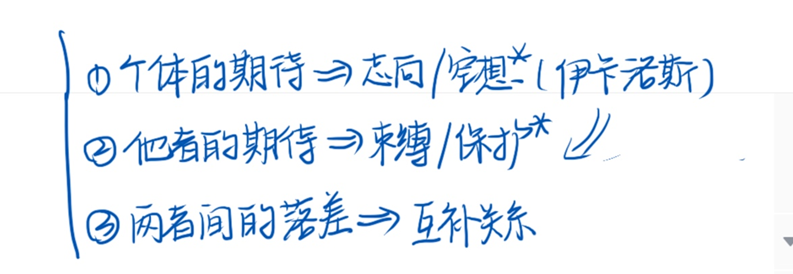 ①个体的期待⇒志向/空想*(伊卡洛斯)
②他者的期待⇒束缚/保护*
③两者间的落差⇒互补关系